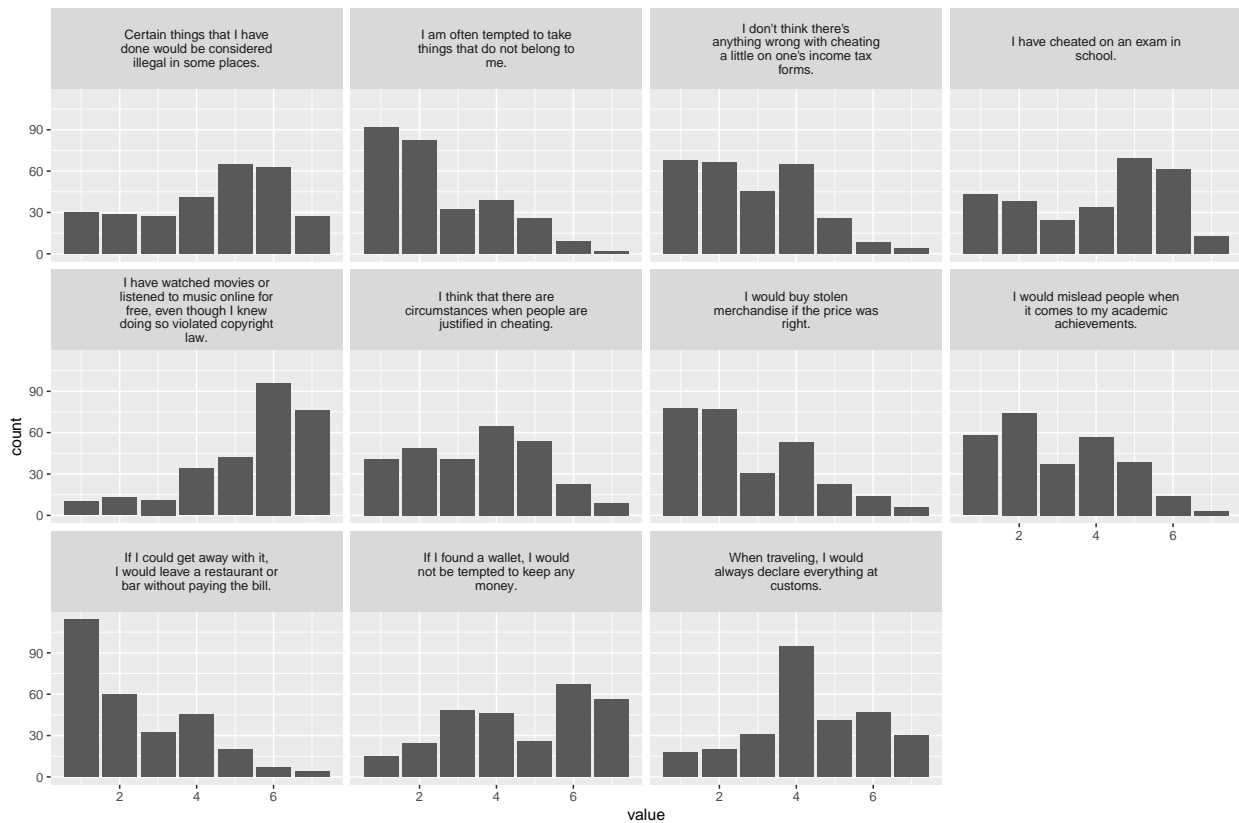 Certain things that I have
done would be considered
illegal in some places.
I am often tempted to take
things that do not belong to
me.
I don't think there's
anything wrong with cheating
a little on one's income tax
forms.
I have cheated on an exam in
school.
90
60
30
0
I have watched movies or
listened to music online for
free, even though I knew
doing so violated copyright
law.
I think that there are
circumstances when people are
justified in cheating.
I would buy stolen
merchandise if the price was
right.
I would mislead people when
it comes to my academic
achievements.
count
90
60
30
0
2 4 6
If I could get away with it,
I would leave a restaurant or
bar without paying the bill.
If I found a wallet, I would
not be tempted to keep any
money.
When traveling, I would
always declare everything at
customs.
90
60
30
0
2 4 6 2 4 6 2 4 6
value